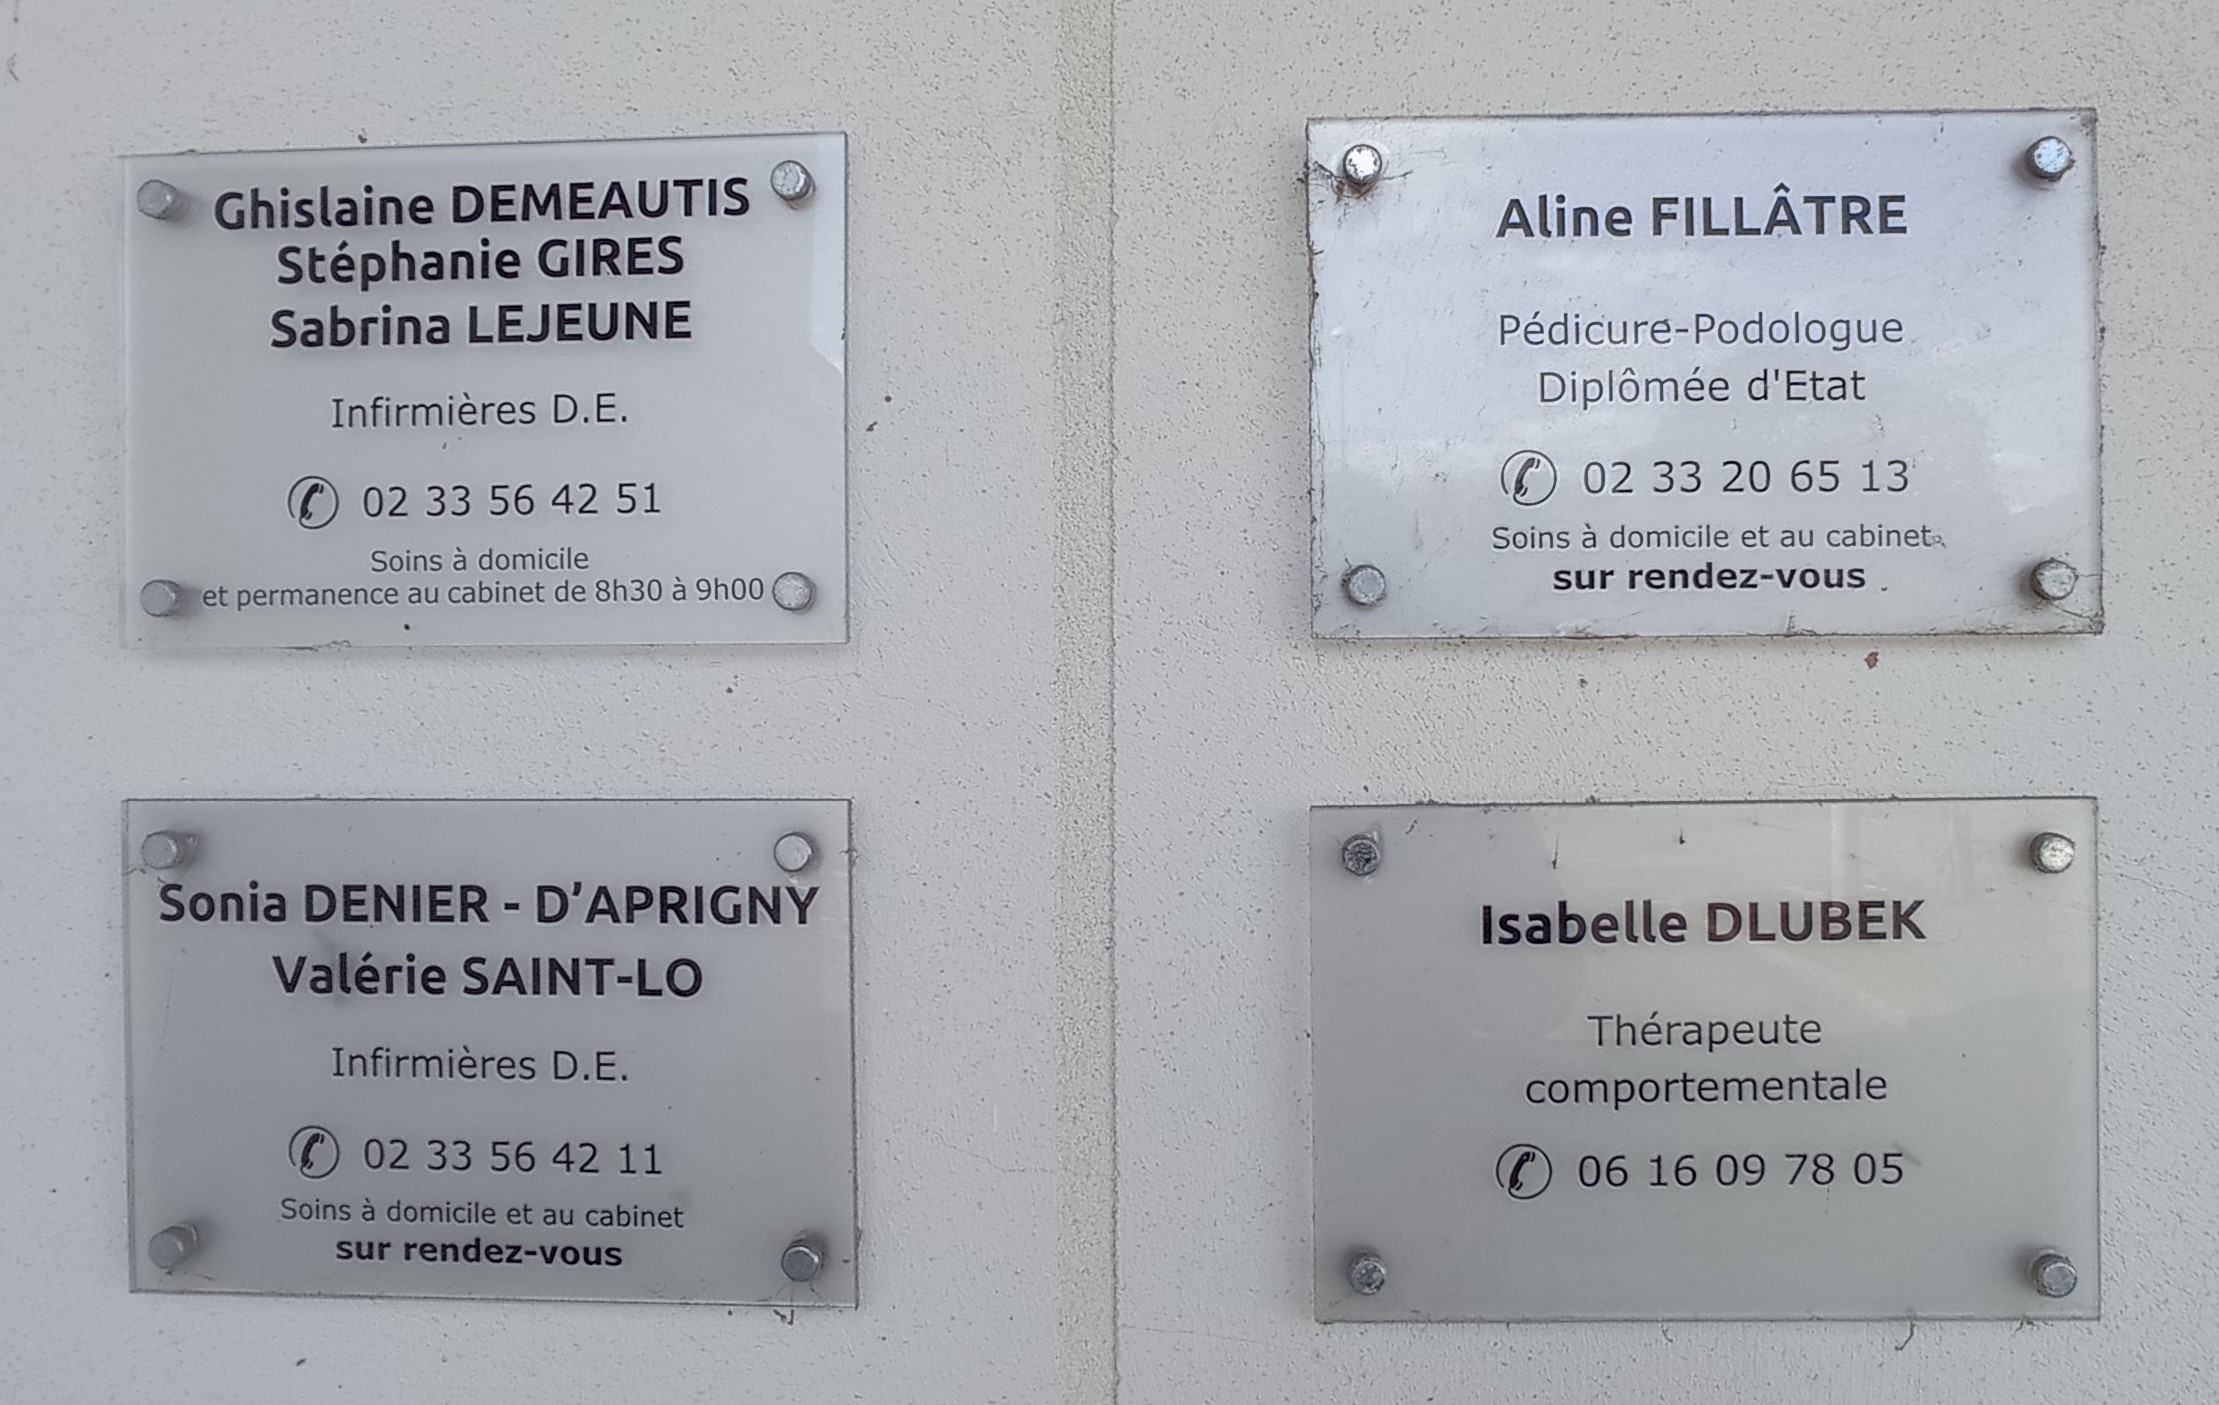 Ghislaine DEMEAUTIS
Stéphanie GIRES
Sabrina LEJEUNE
Infirmières D.E.
02 33 56 42 51
Soins à domicile
et permanence au cabinet de 8h30 à 9h00
Aline FILLÂTRE
Pédicure-Podologue
Diplômée d'Etat
02 33 20 65 13
Soins à domicile et au cabinet
sur rendez-vous
Sonia DENIER - D’APRIGNY
Valérie SAINT-LO
Infirmières D.E.
02 33 56 42 11
Soins à domicile et au cabinet
sur rendez-vous
Isabelle DLUBEK
Thérapeute
comportementale
06 16 09 78 05